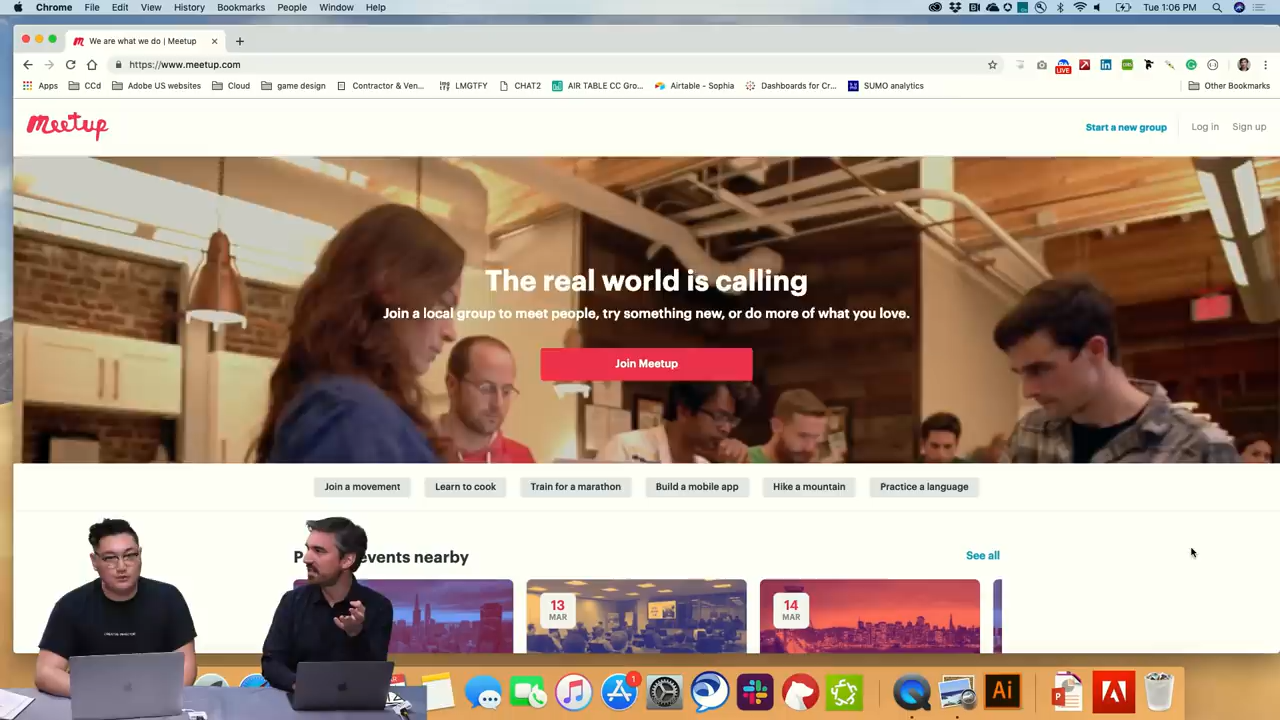 Chrome File Edit View History Bookmarks People Window Help
Tue 1:06 PM
We are what we do | Meetup
https://www.meetup.com
LIVE
Apps CCd Adobe US websites Cloud game design Contractor & Ven... LMGTFY CHAT2 AIR TABLE CC Gro... Airtable - Sophia Dashboards for Cr... SUMO analytics Other Bookmarks
Meetup
Start a new group Log in Sign up
The real world is calling
Join a local group to meet people, try something new, or do more of what you love.
Join Meetup
Join a movement Learn to cook Train for a marathon Build a mobile app Hike a mountain Practice a language
events nearby
See all
13 MAR
14 MAR
1
Ai